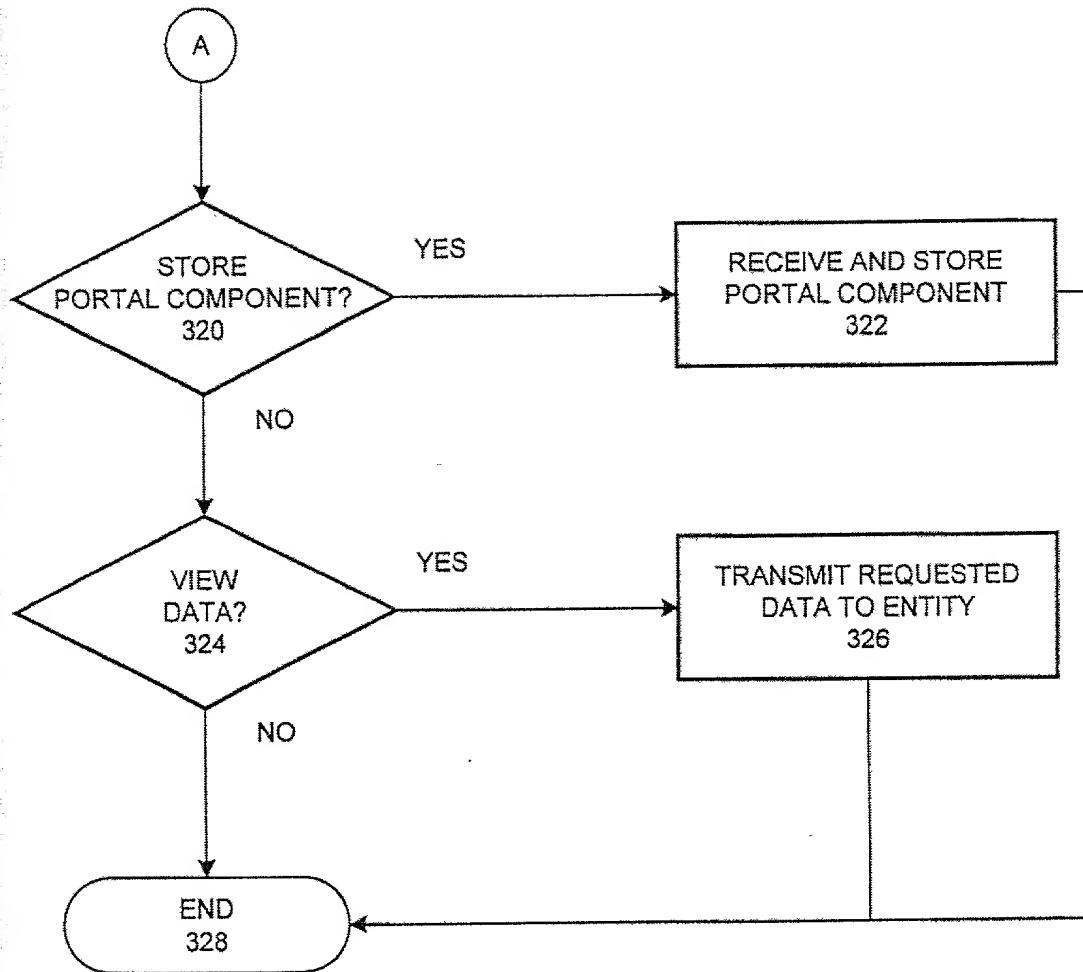 A
STORE
PORTAL COMPONENT?
320
YES
RECEIVE AND STORE
PORTAL COMPONENT
322
NO
VIEW
DATA?
324
YES
TRANSMIT REQUESTED
DATA TO ENTITY
326
NO
END
328